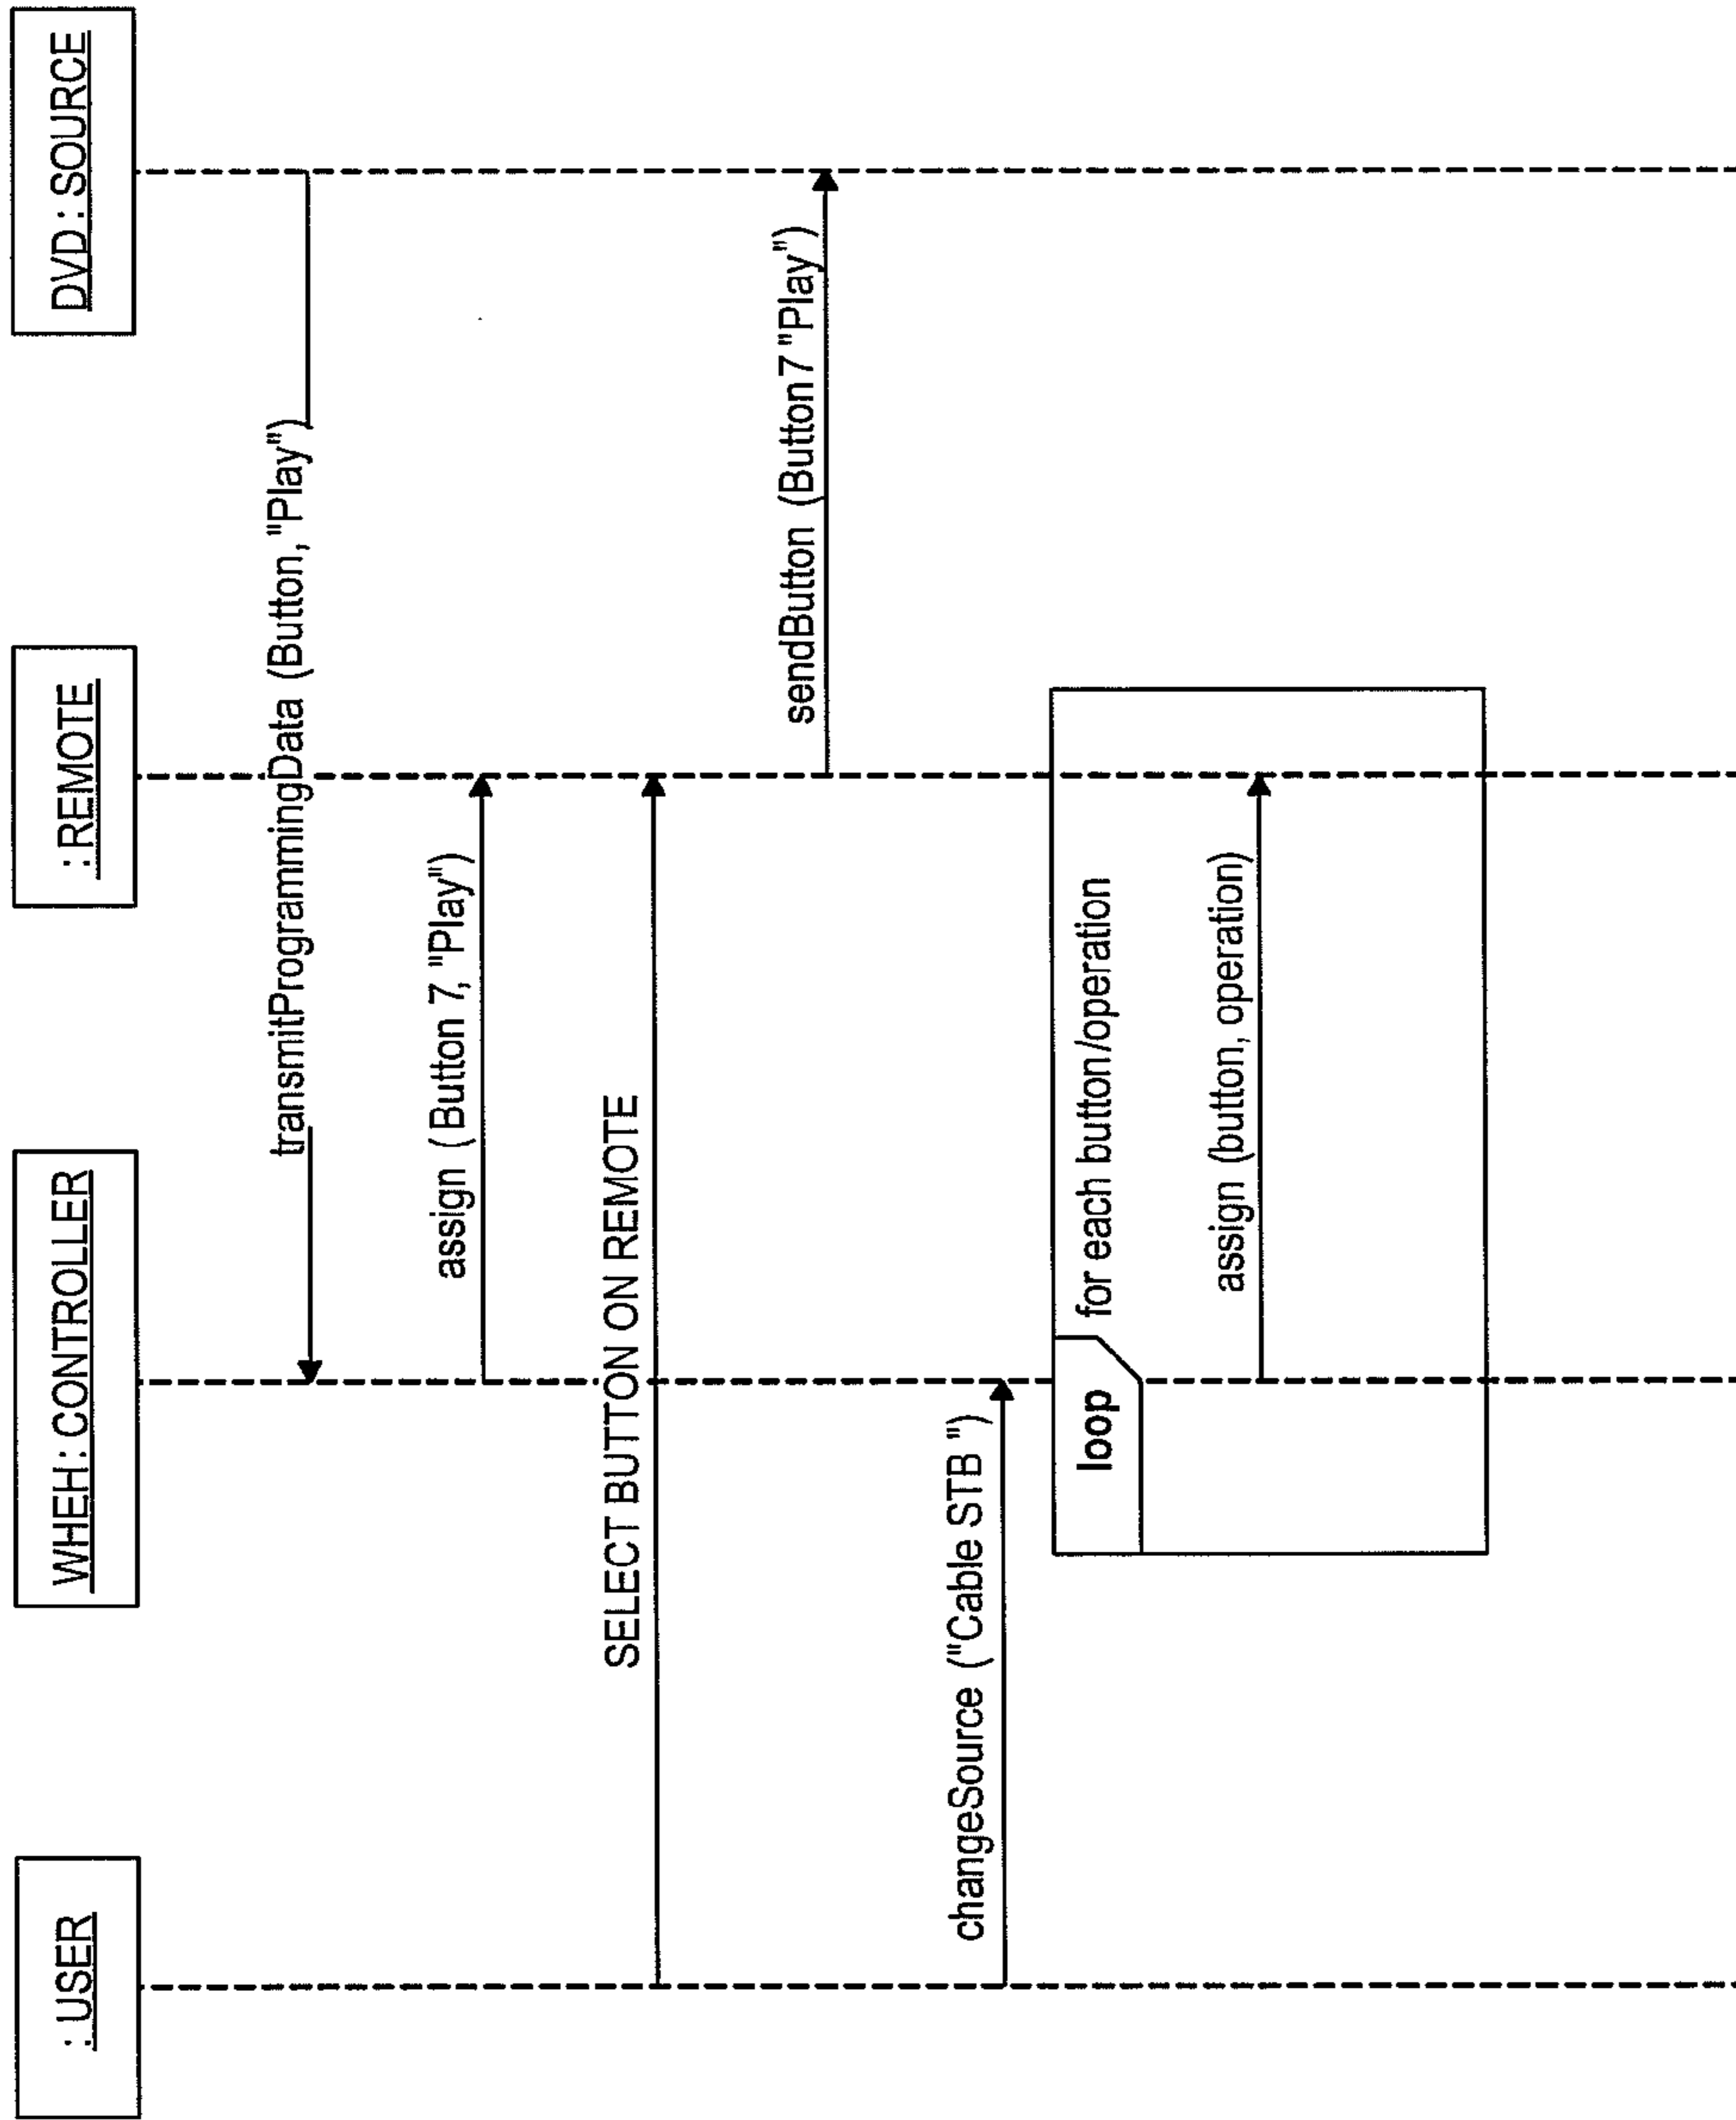 : USER
WHEH: CONTROLLER
: REMOTE
DVD : SOURCE
transmitProgrammingData (Button,"Play")
assign (Button 7, "Play")
SELECT BUTTON ON REMOTE
sendButton (Button7 "Play")
changeSource ("Cable STB ")
loop
for each button/operation
assign (button, operation)